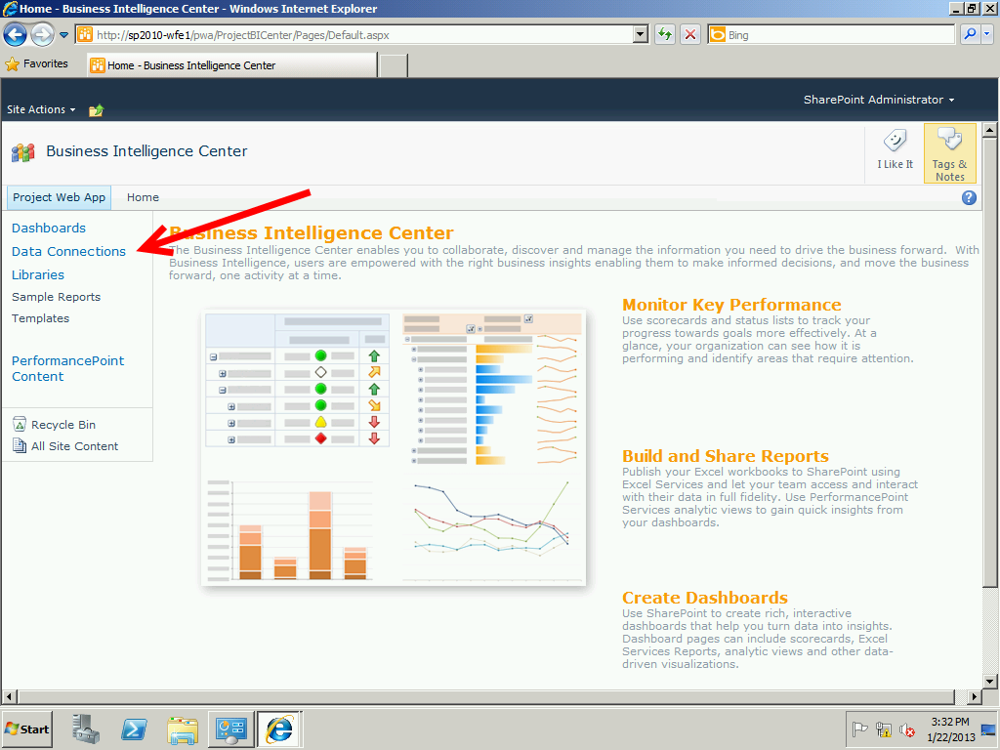 Home - Business Intelligence Center - Windows Internet Explorer
http://sp2010-wfe1/pwa/ProjectBICenter/Pages/Default.aspx
Bing
Favorites
Home - Business Intelligence Center
Site Actions
SharePoint Administrator
Business Intelligence Center
I Like It
Tags &
Notes
Project Web App
Home
Dashboards
Data Connections
Libraries
Sample Reports
Templates
PerformancePoint
Content
Recycle Bin
All Site Content
Business Intelligence Center
The Business Intelligence Center enables you to collaborate, discover and manage the information you need to drive the business forward. With
Business Intelligence, users are empowered with the right business insights enabling them to make informed decisions, and move the business
forward, one activity at a time.
Monitor Key Performance
Use scorecards and status lists to track your
progress towards goals more effectively. At a
glance, your organization can see how it is
performing and identify areas that require attention.
Build and Share Reports
Publish your Excel workbooks to SharePoint using
Excel Services and let your team access and interact
with their data in full fidelity. Use PerformancePoint
Services analytic views to gain quick insights from
your dashboards.
Create Dashboards
Use SharePoint to create rich, interactive
dashboards that help you turn data into insights.
Dashboard pages can include scorecards, Excel
Services Reports, analytic views and other data-
driven visualizations.
Start
3:32 PM
1/22/2013